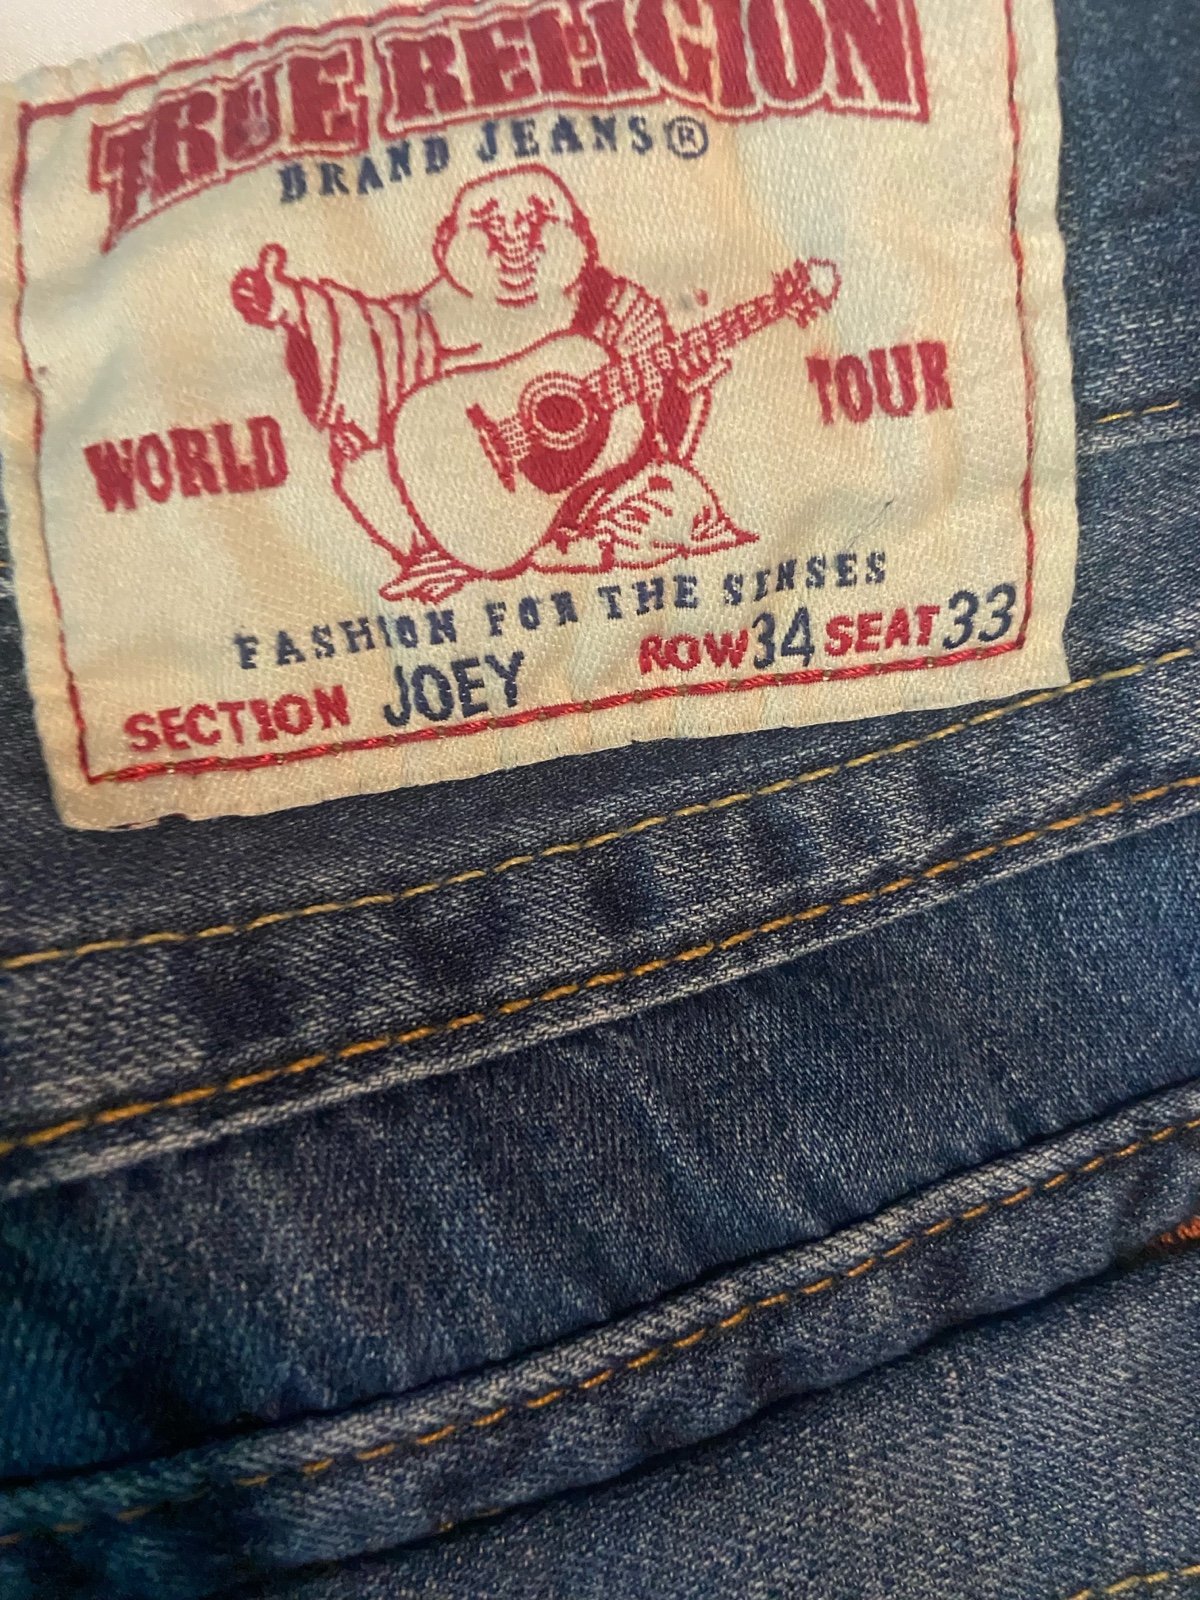 TRUE RELIGION
BRAND JEANS®
WORLD TOUR
FASHION FOR THE SENSES
SECTION JOEY ROW 34 SEAT 33